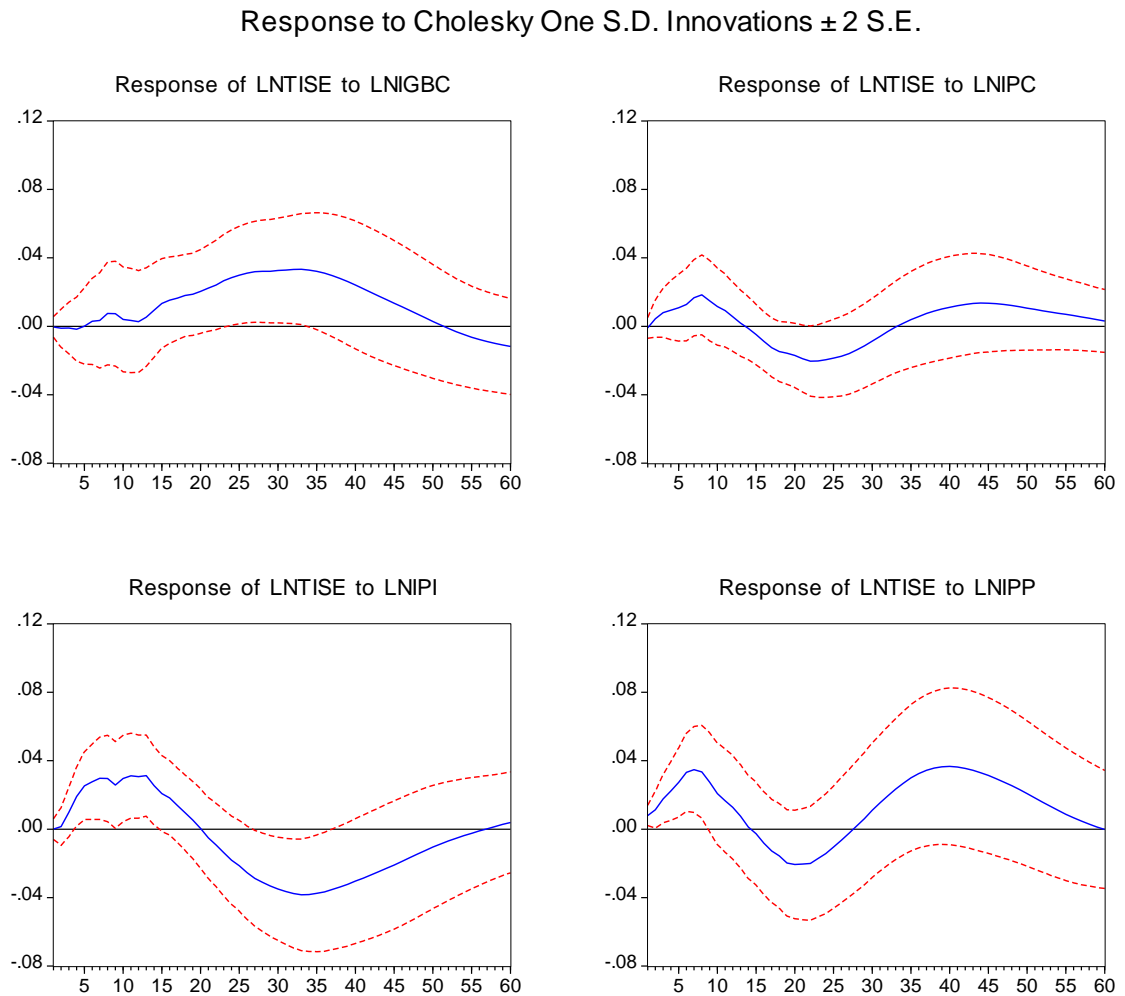 Response to Cholesky One S.D. Innovations ± 2 S.E.
Response of LNTISE to LNIGBC
.12
.08
.04
.00
-.04
-.08
5 10 15 20 25 30 35 40 45 50 55 60
Response of LNTISE to LNIPC
.12
.08
.04
.00
-.04
-.08
5 10 15 20 25 30 35 40 45 50 55 60
Response of LNTISE to LNIPI
.12
.08
.04
.00
-.04
-.08
5 10 15 20 25 30 35 40 45 50 55 60
Response of LNTISE to LNIPP
.12
.08
.04
.00
-.04
-.08
5 10 15 20 25 30 35 40 45 50 55 60